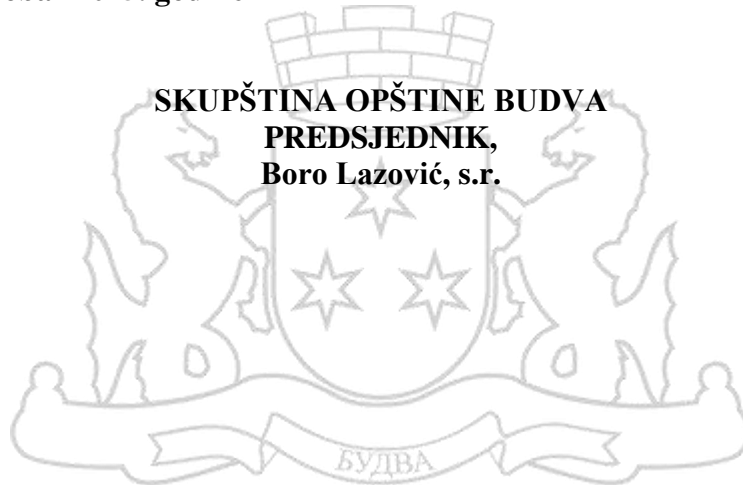 SKUPŠTINA OPŠTINE BUDVA
PREDSJEDNIK,
Boro Lazović, s.r.
БУДВА